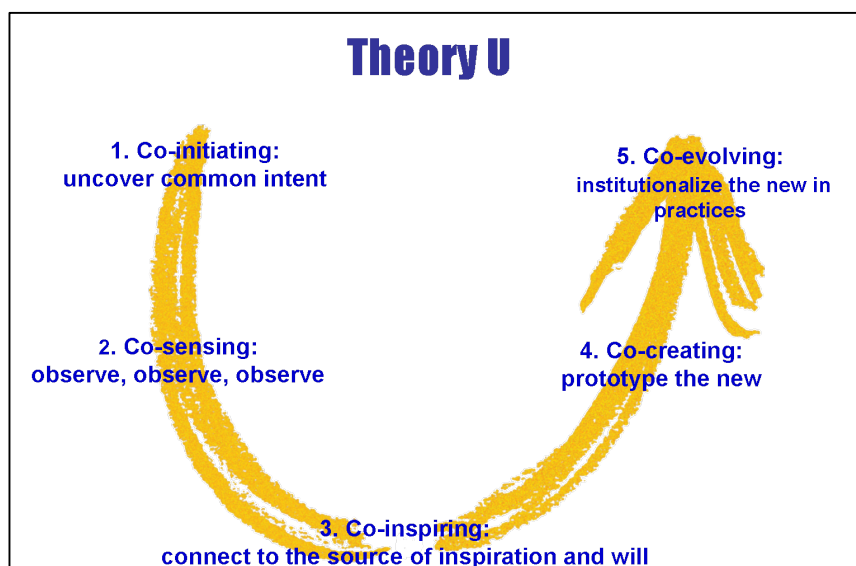 Theory U
1. Co-initiating:
uncover common intent
2. Co-sensing:
observe, observe, observe
3. Co-inspiring:
connect to the source of inspiration and will
4. Co-creating:
prototype the new
5. Co-evolving:
institutionalize the new in
practices